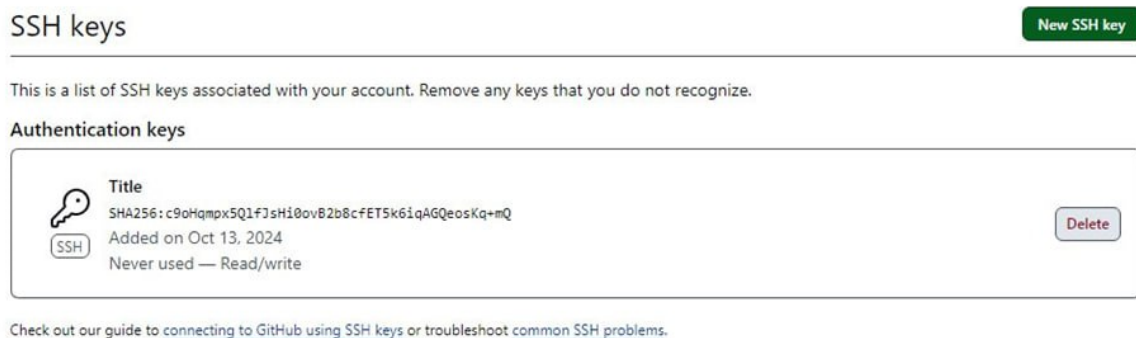 SSH keys
New SSH key
This is a list of SSH keys associated with your account. Remove any keys that you do not recognize.
Authentication keys
Title
SHA256:c9oHqmpx5Q1fJsHi0ovB2b8cfET5k6iqAGQeosKq+mQ
SSH
Added on Oct 13, 2024
Never used — Read/write
Delete
Check out our guide to connecting to GitHub using SSH keys or troubleshoot common SSH problems.